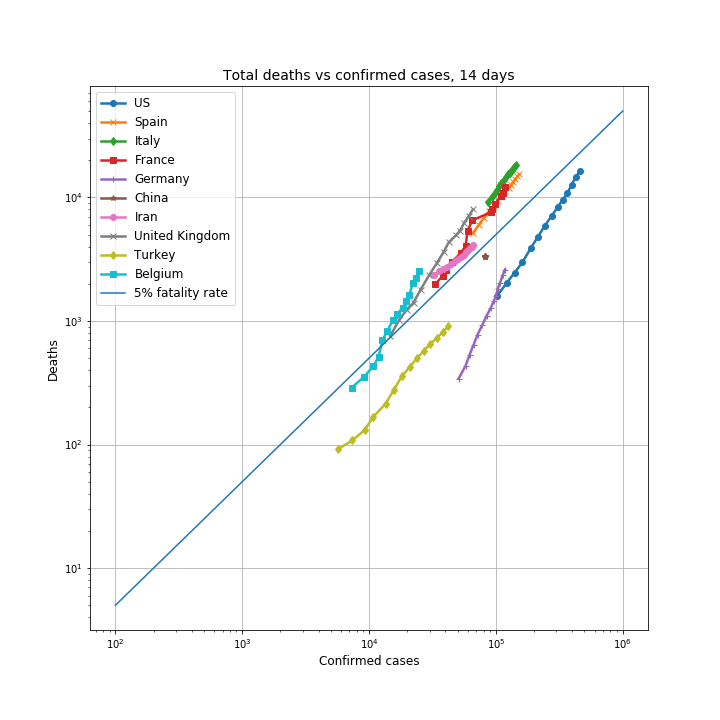 Total deaths vs confirmed cases, 14 days
US
Spain
Italy
France
Germany
China
Iran
United Kingdom
Turkey
Belgium
5% fatality rate
Deaths
10⁴
10³
10²
10¹
10² 10³ 10⁴ 10⁵ 10⁶
Confirmed cases